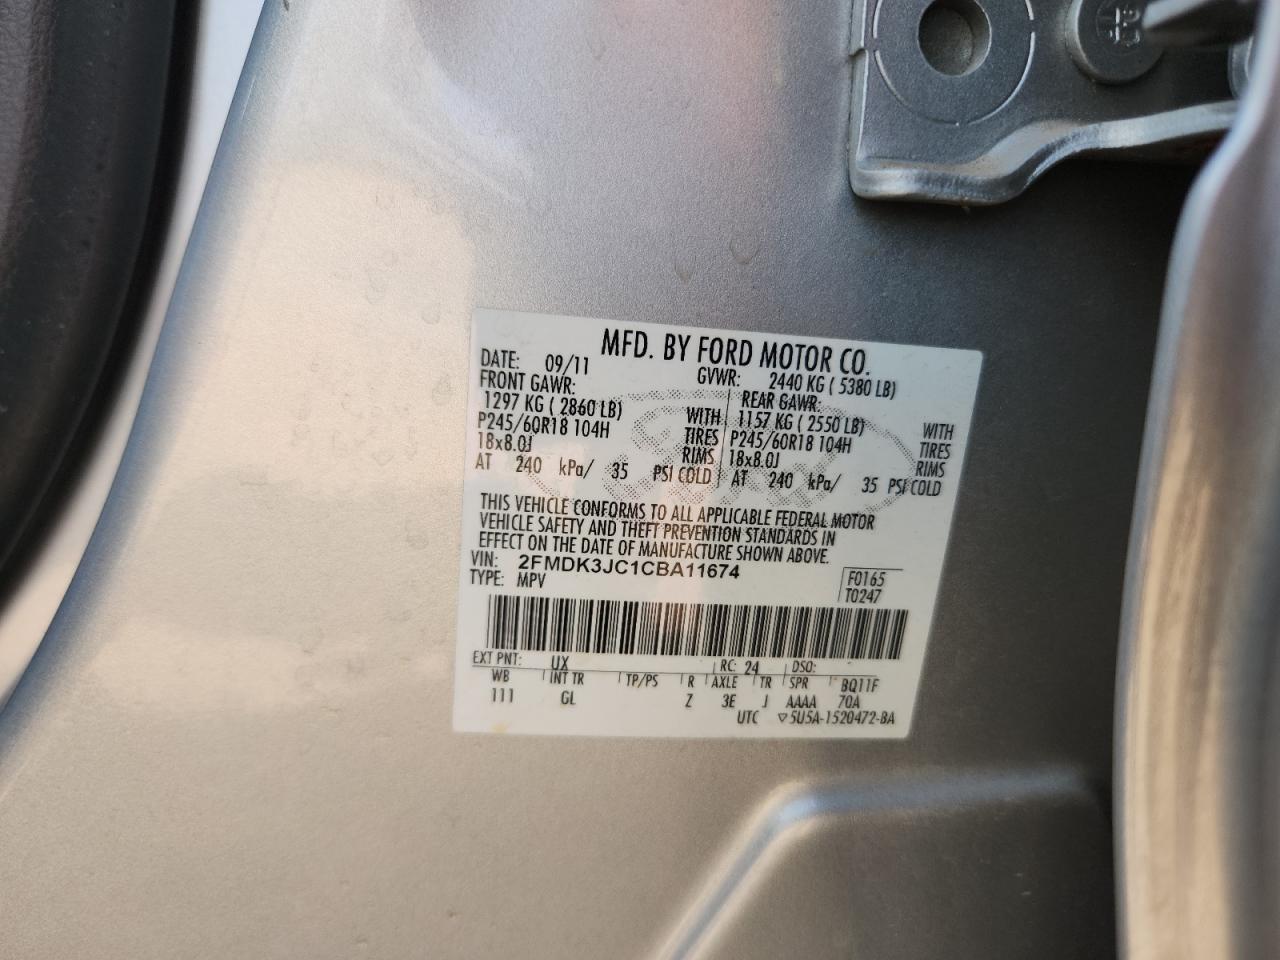 MFD. BY FORD MOTOR CO.
DATE: 09/11 GVWR: 2440 KG ( 5380 LB)
FRONT GAWR: REAR GAWR:
1297 KG ( 2860 LB) WITH 1157 KG ( 2550 LB) WITH
P245/60R18 104H TIRES P245/60R18 104H TIRES
18x8.0J RIMS 18x8.0J RIMS
AT 240 kPa/ 35 PSI COLD AT 240 kPa/ 35 PSI COLD
THIS VEHICLE CONFORMS TO ALL APPLICABLE FEDERAL MOTOR
VEHICLE SAFETY AND THEFT PREVENTION STANDARDS IN
EFFECT ON THE DATE OF MANUFACTURE SHOWN ABOVE.
VIN: 2FMDK3JC1CBA11674 F0165
TYPE: MPV T0247
EXT PNT: UX RC: 24 DSO:
WB INT TR TP/PS R AXLE TR SPR BQ11F
111 GL Z 3E J AAAA 70A
UTC ▽5U5A-1520472-BA